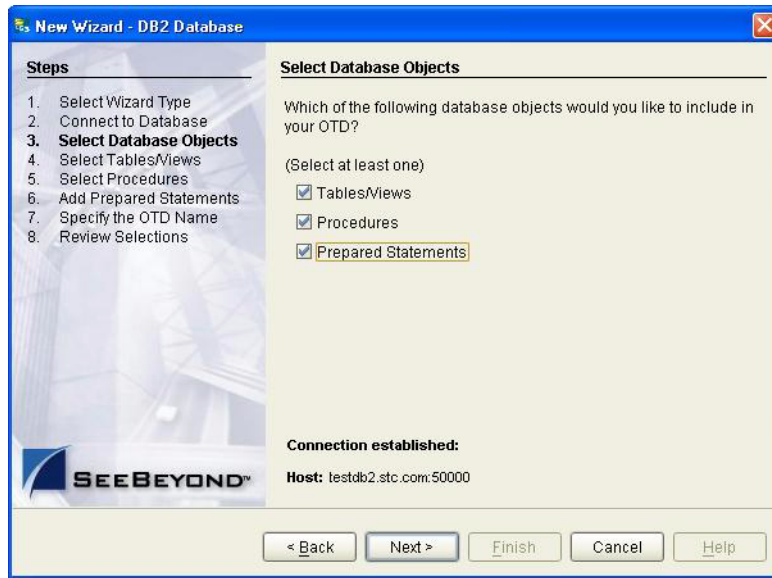 New Wizard - DB2 Database
Steps
1. Select Wizard Type
2. Connect to Database
3. Select Database Objects
4. Select Tables/Views
5. Select Procedures
6. Add Prepared Statements
7. Specify the OTD Name
8. Review Selections
SEEBEYOND™
Select Database Objects
Which of the following database objects would you like to include in
your OTD?
(Select at least one)
Tables/Views
Procedures
Prepared Statements
Connection established:
Host: testdb2.stc.com:50000
< Back
Next >
Finish
Cancel
Help